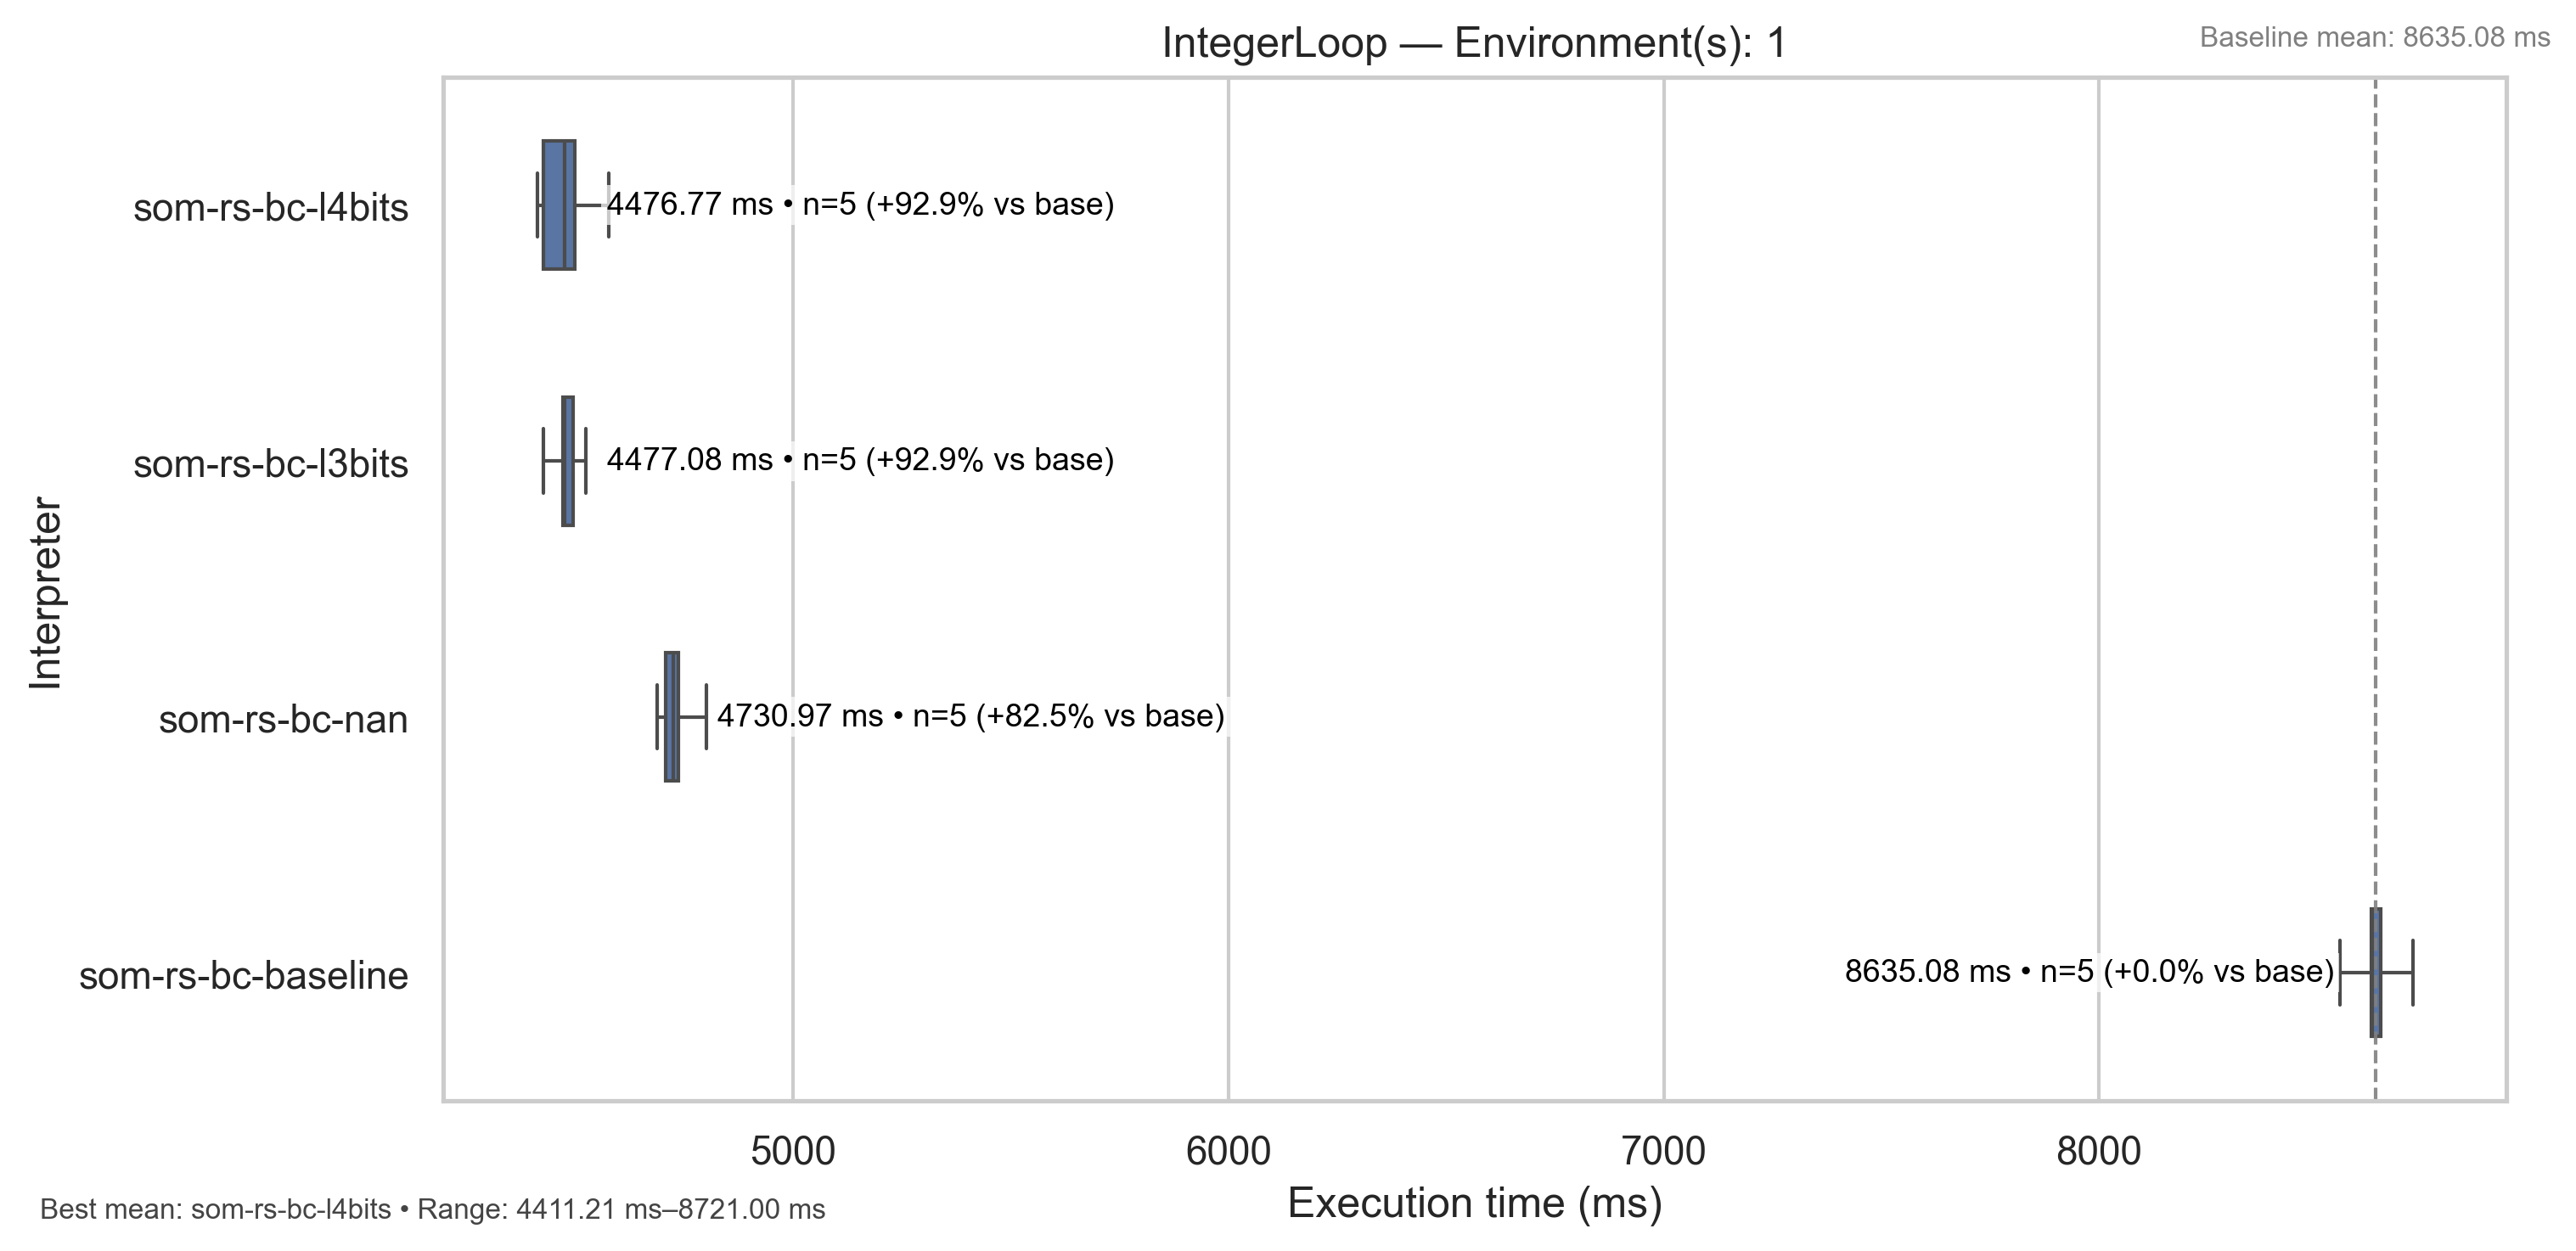 IntegerLoop — Environment(s): 1
Baseline mean: 8635.08 ms
som-rs-bc-l4bits
4476.77 ms • n=5 (+92.9% vs base)
som-rs-bc-l3bits
4477.08 ms • n=5 (+92.9% vs base)
Interpreter
som-rs-bc-nan
4730.97 ms • n=5 (+82.5% vs base)
som-rs-bc-baseline
8635.08 ms • n=5 (+0.0% vs base)
5000
6000
7000
8000
Execution time (ms)
Best mean: som-rs-bc-l4bits • Range: 4411.21 ms–8721.00 ms